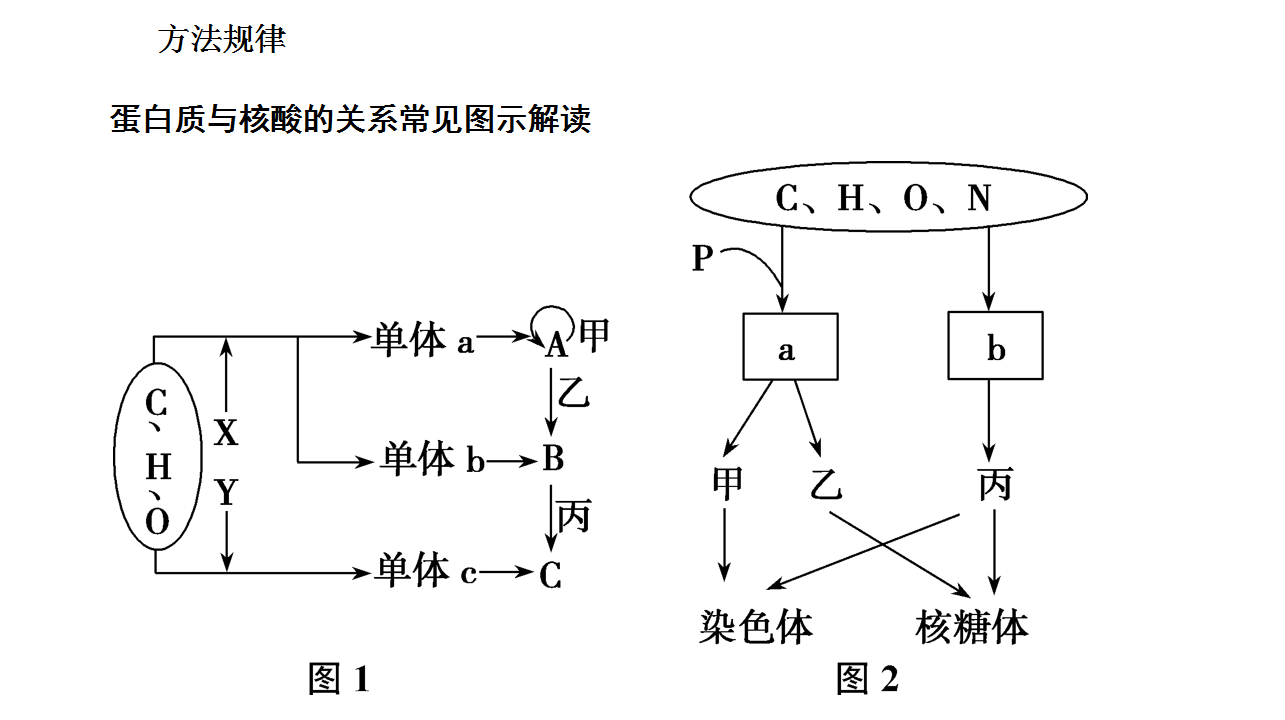 方法规律
蛋白质与核酸的关系常见图示解读
C、H、O、N
P
a
b
甲
乙
丙
染色体
核糖体
图 2
C、H、O
X
Y
单体 a
A
甲
乙
单体 b
B
丙
单体 c
C
图 1